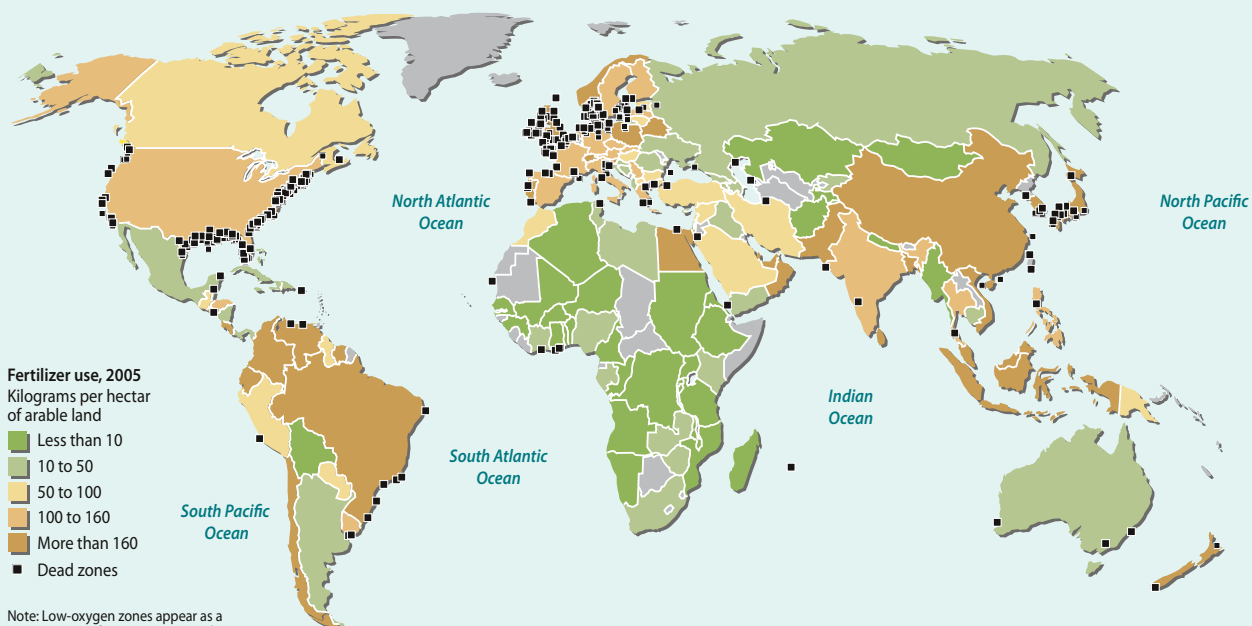 North Atlantic
Ocean
North Pacific
Ocean
Fertilizer use, 2005
Kilograms per hectar
of arable land
Less than 10
10 to 50
50 to 100
100 to 160
More than 160
Dead zones
Indian
Ocean
South Atlantic
Ocean
South Pacific
Ocean
Note: Low-oxygen zones appear as a